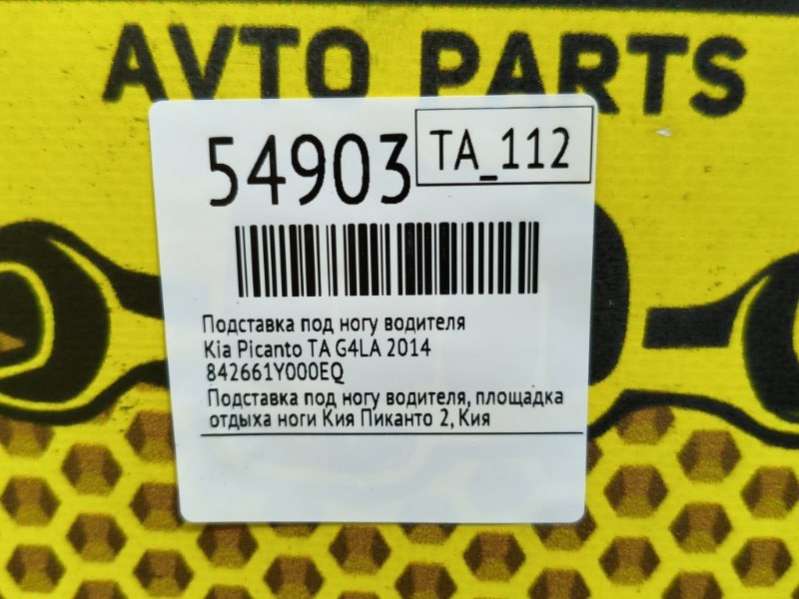 AVTO PARTS
54903
TA_112
Подставка под ногу водителя
Kia Picanto TA G4LA 2014
842661Y000EQ
Подставка под ногу водителя, площадка
отдыха ноги Кия Пиканто 2, Кия